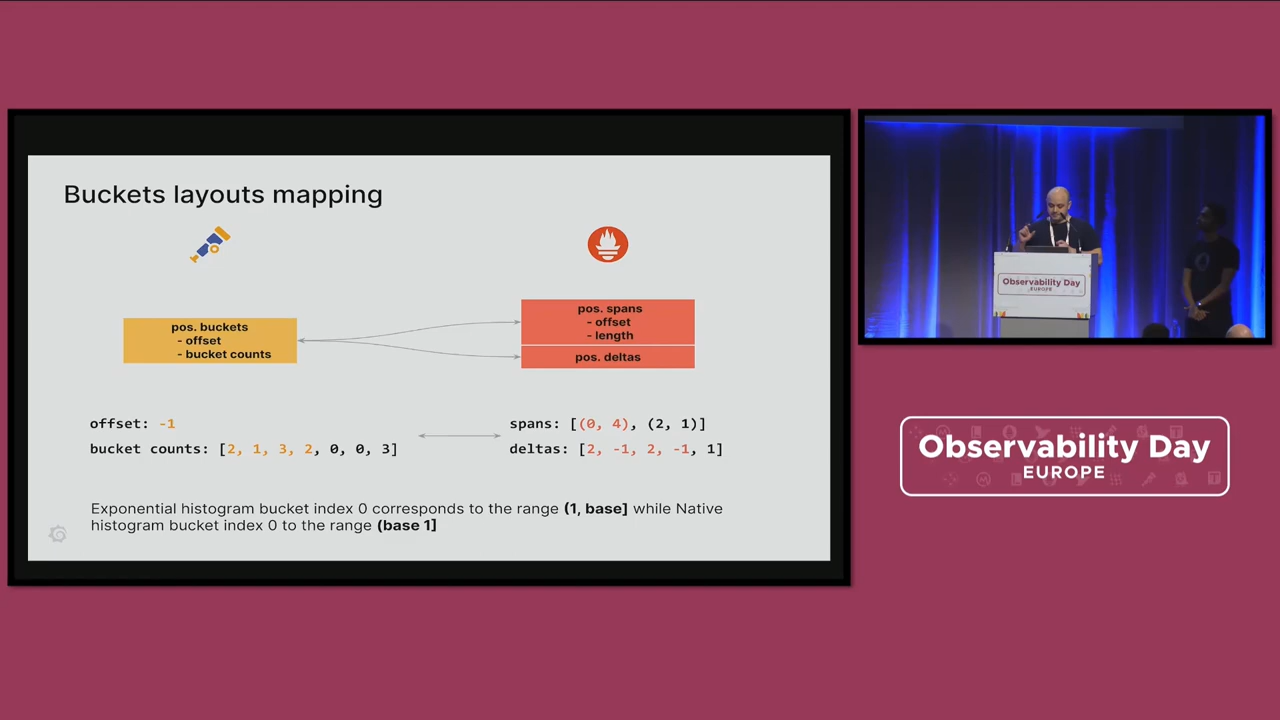 Buckets layouts mapping
pos. buckets
- offset
- bucket counts
pos. spans
- offset
- length
pos. deltas
offset: -1
bucket counts: [2, 1, 3, 2, 0, 0, 3]
spans: [(0, 4), (2, 1)]
deltas: [2, -1, 2, -1, 1]
Exponential histogram bucket index 0 corresponds to the range (1, base] while Native
histogram bucket index 0 to the range (base 1]
Observability Day
EUROPE
Observability Day
EUROPE